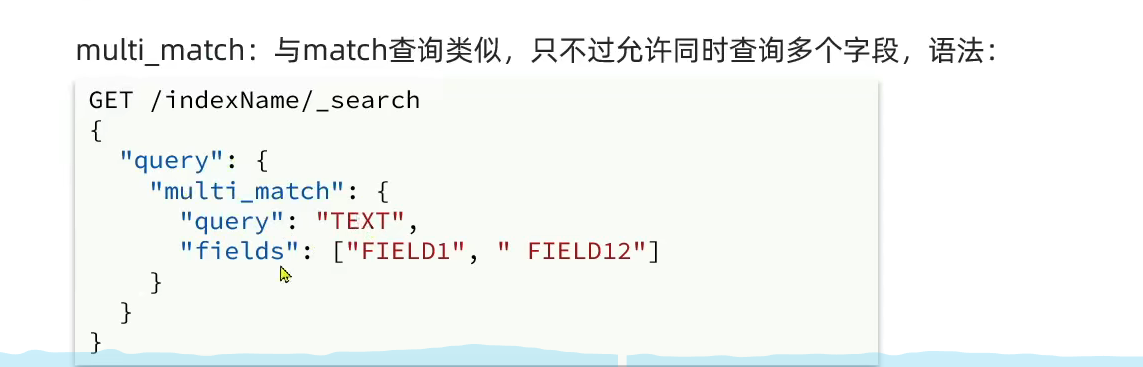 multi_match：与match查询类似，只不过允许同时查询多个字段，语法：
GET /indexName/_search
{
  "query": {
    "multi_match": {
      "query": "TEXT",
      "fields": ["FIELD1", " FIELD12"]
    }
  }
}